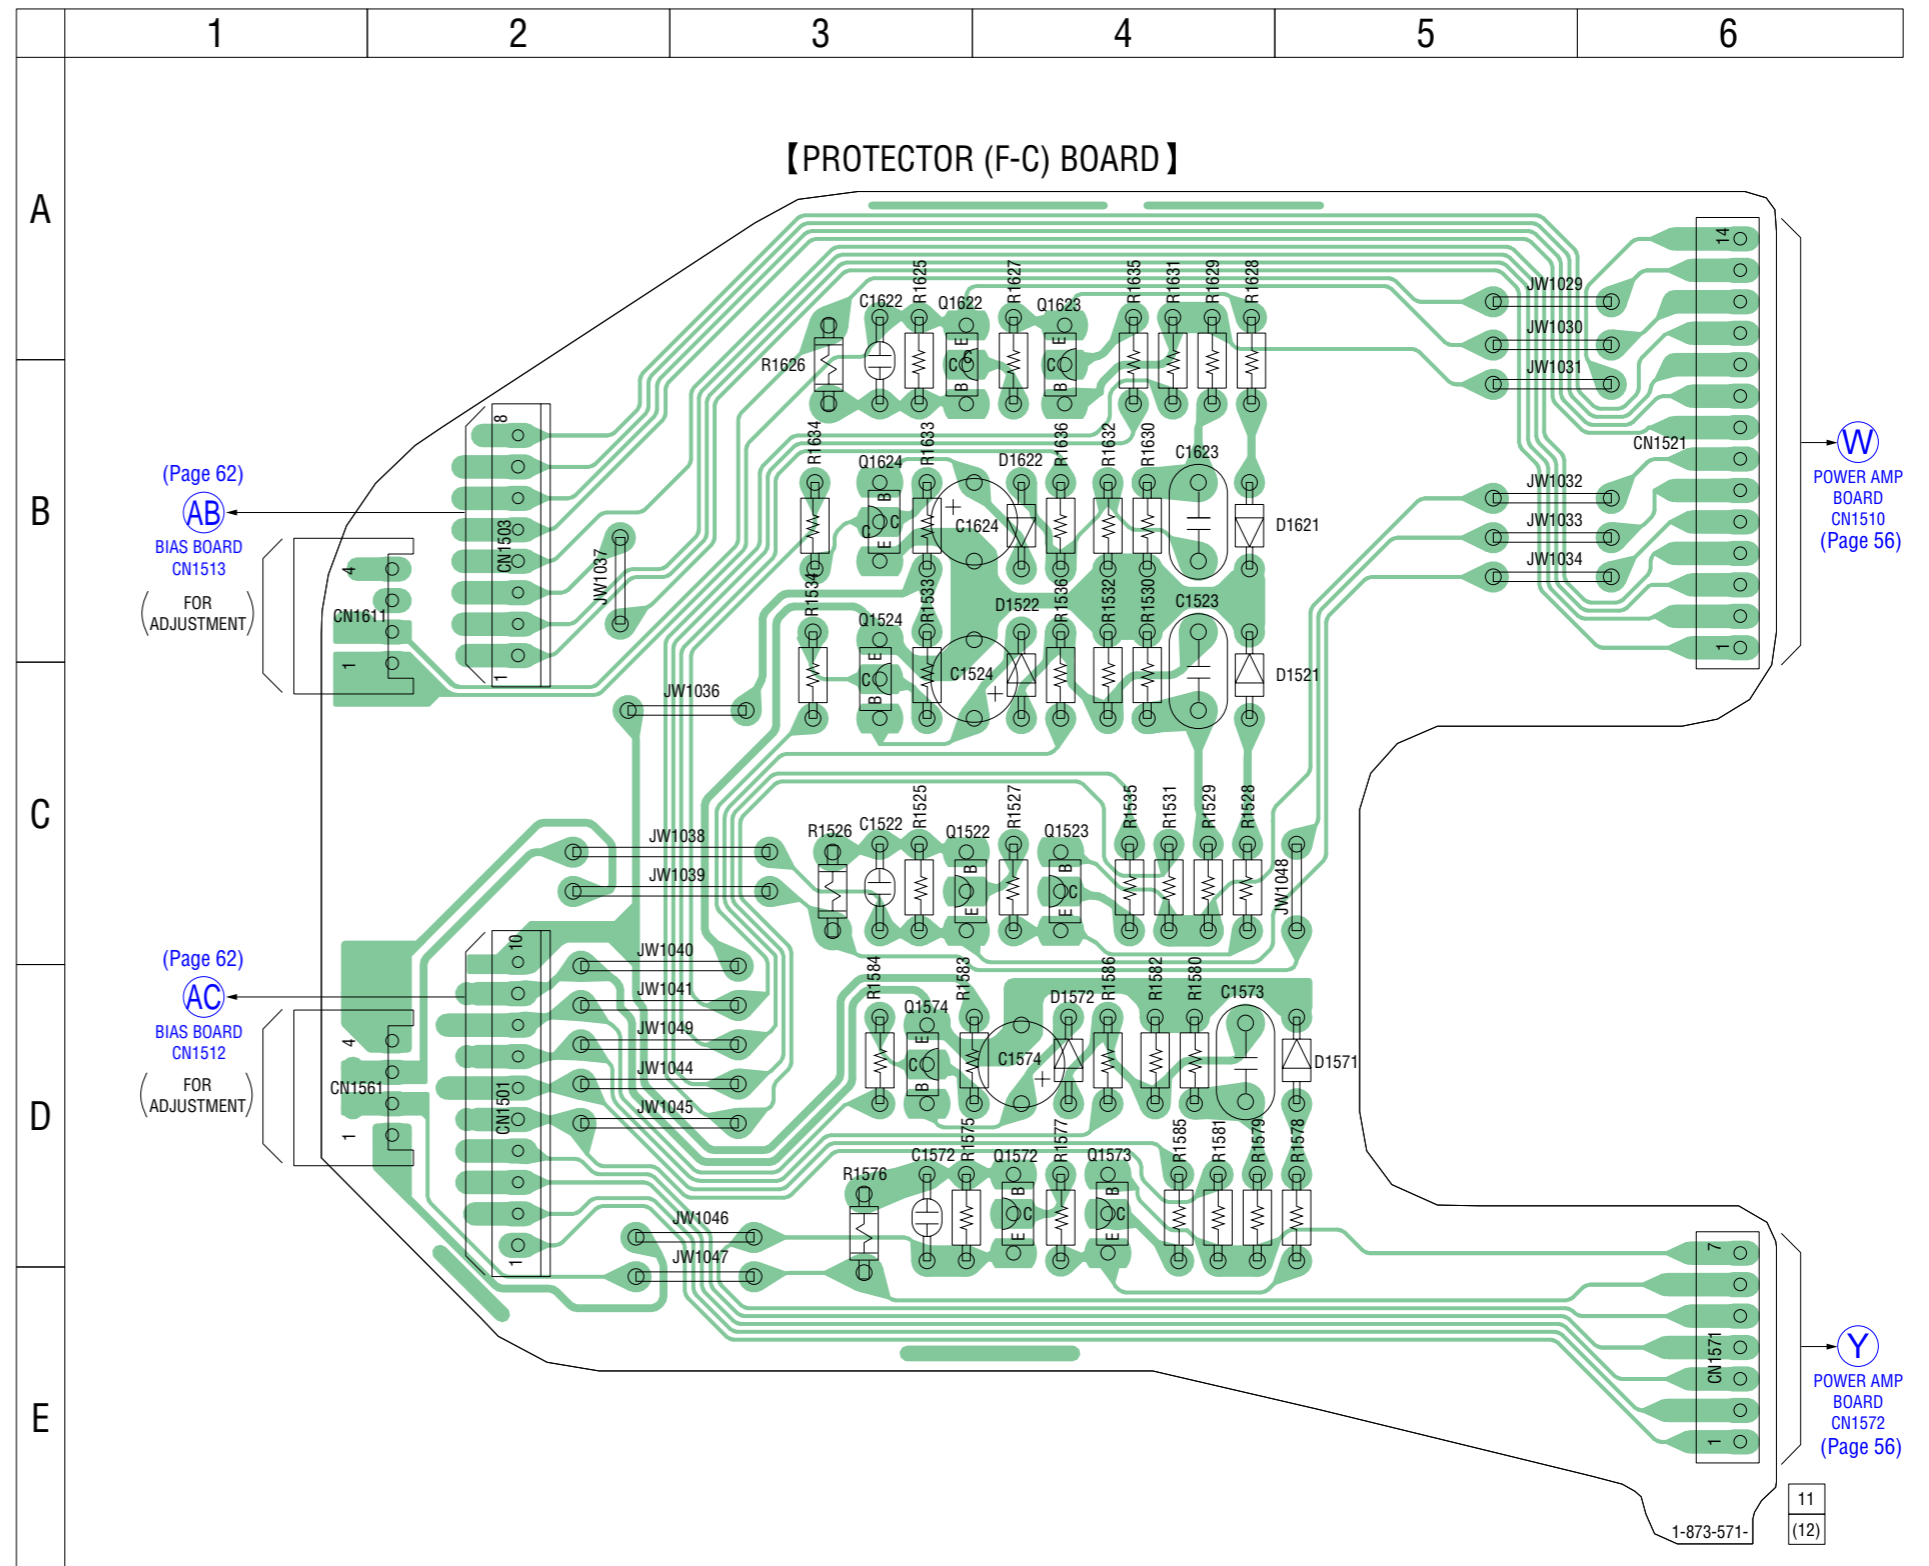 1 2 3 4 5 6
A
B
C
D
E
【PROTECTOR (F-C) BOARD】
R1625 R1627 R1635 R1631 R1629 R1628
C1622 Q1622 Q1623
E E
R1626 C C C
B B
JW1029
JW1030
JW1031
14
CN1521
1
W
POWER AMP
BOARD
CN1510
(Page 56)
8
CN1503
1
(Page 62)
AB
BIAS BOARD
CN1513
(FOR
ADJUSTMENT)
4
CN1611
1
JW1037
R1634 R1633 R1636 R1632 R1630
Q1624 D1622 C1623
B
C C + C1624 D1621
E
JW1032
JW1033
JW1034
R1534 R1533 R1536 R1532 R1530
Q1524 D1522 C1523
E
C C1524 + D1521
B
JW1036
JW1038
JW1039
R1525 R1527 R1535 R1531 R1529 R1528
R1526 C1522 Q1522 Q1523
B B
C
E E
JW1048
10
CN1501
1
(Page 62)
AC
BIAS BOARD
CN1512
(FOR
ADJUSTMENT)
4
CN1561
1
JW1040
JW1041
JW1049
JW1044
JW1045
R1584 R1583 R1586 R1582 R1580
Q1574 D1572 C1573
E
C C1574 + D1571
B
R1575 R1577 R1585 R1581 R1579 R1578
R1576 C1572 Q1572 Q1573
B B
C C
E E
JW1046
JW1047
7
CN1571
1
Y
POWER AMP
BOARD
CN1572
(Page 56)
1-873-571-
11
(12)